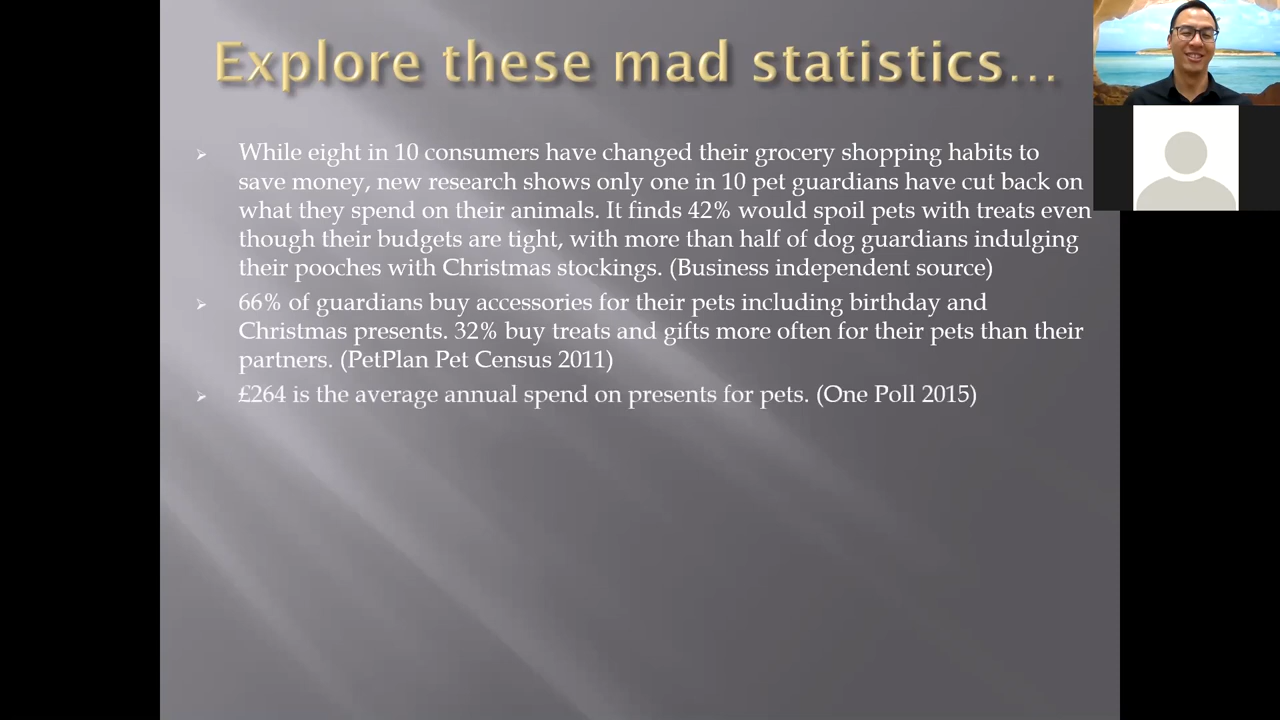 Explore these mad statistics...
While eight in 10 consumers have changed their grocery shopping habits to
save money, new research shows only one in 10 pet guardians have cut back on
what they spend on their animals. It finds 42% would spoil pets with treats even
though their budgets are tight, with more than half of dog guardians indulging
their pooches with Christmas stockings. (Business independent source)
66% of guardians buy accessories for their pets including birthday and
Christmas presents. 32% buy treats and gifts more often for their pets than their
partners. (PetPlan Pet Census 2011)
£264 is the average annual spend on presents for pets. (One Poll 2015)